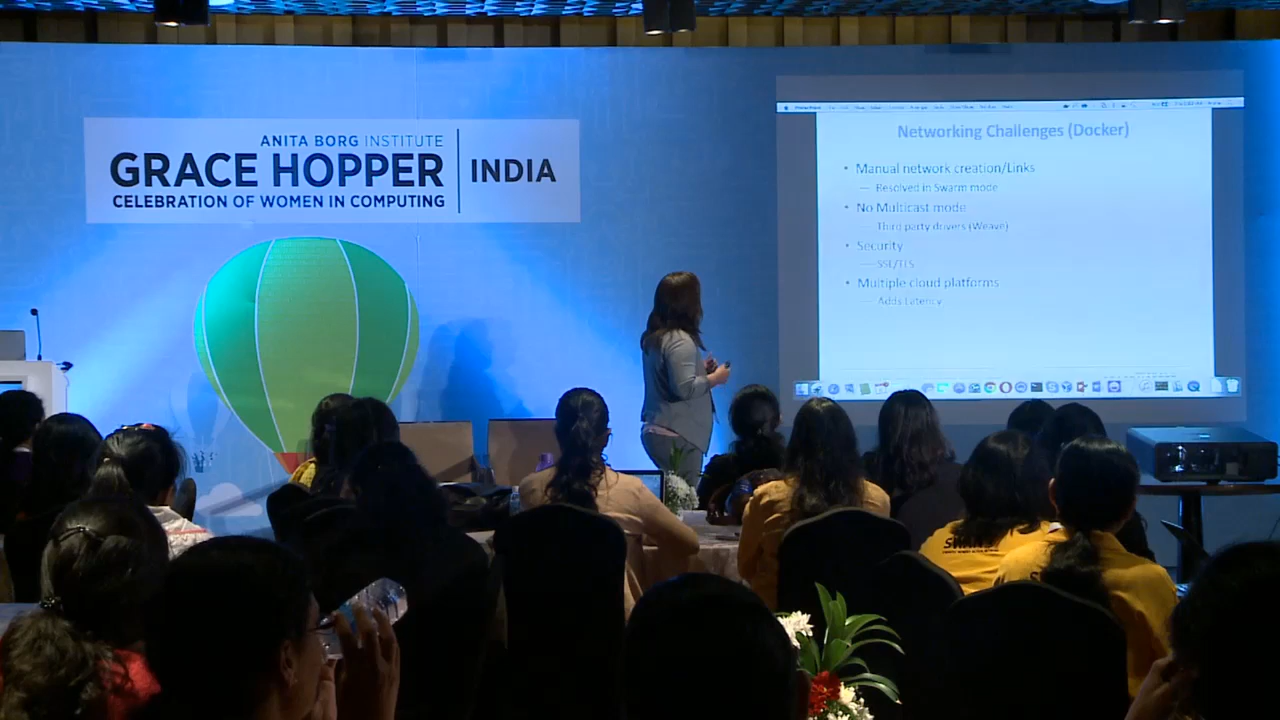 ANITA BORG INSTITUTE
GRACE HOPPER
CELEBRATION OF WOMEN IN COMPUTING
INDIA
Networking Challenges (Docker)
• Manual network creation/Links
— Resolved in Swarm mode
• No Multicast mode
— Third party drivers (Weave)
• Security
— SSL/TLS
• Multiple cloud platforms
— Adds Latency